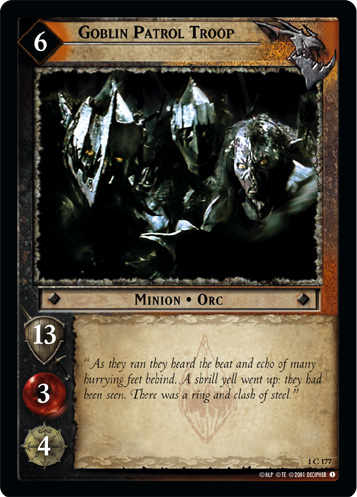 6
GOBLIN PATROL TROOP
MINION • ORC
13
3
4
“As they ran they heard the beat and echo of many
hurrying feet behind. A shrill yell went up: they had
been seen. There was a ring and clash of steel.”
1 C 177
©NLP ©TE ©2001 DECIPHER